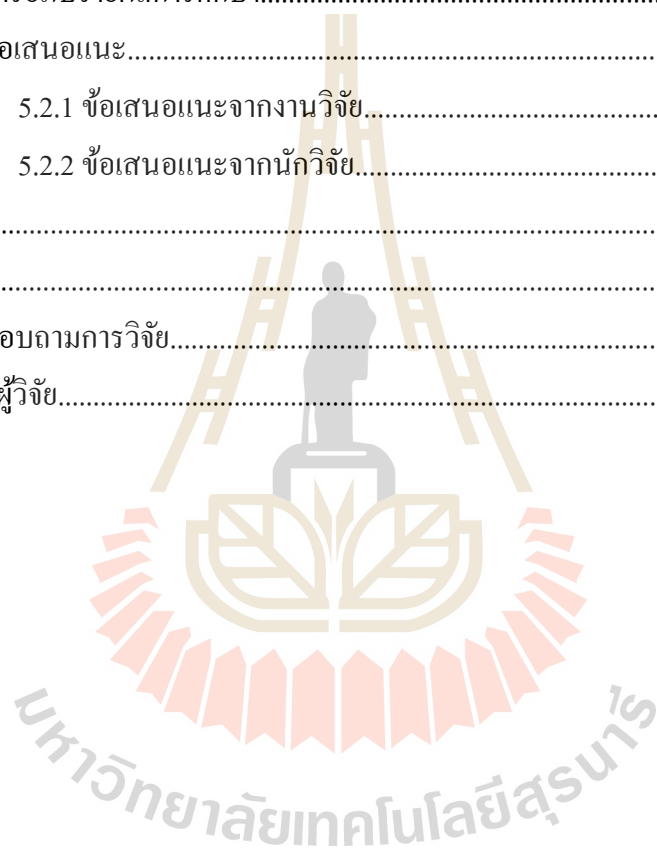 อเสนอแนะ
5.2.1 ข้อเสนอแนะจากงานวิจัย
5.2.2 ข้อเสนอแนะจากนักวิจัย
อบถามการวิจัย
ผู้วิจัย
มหาวิทยาลัยเทคโนโลยีสุรนารี